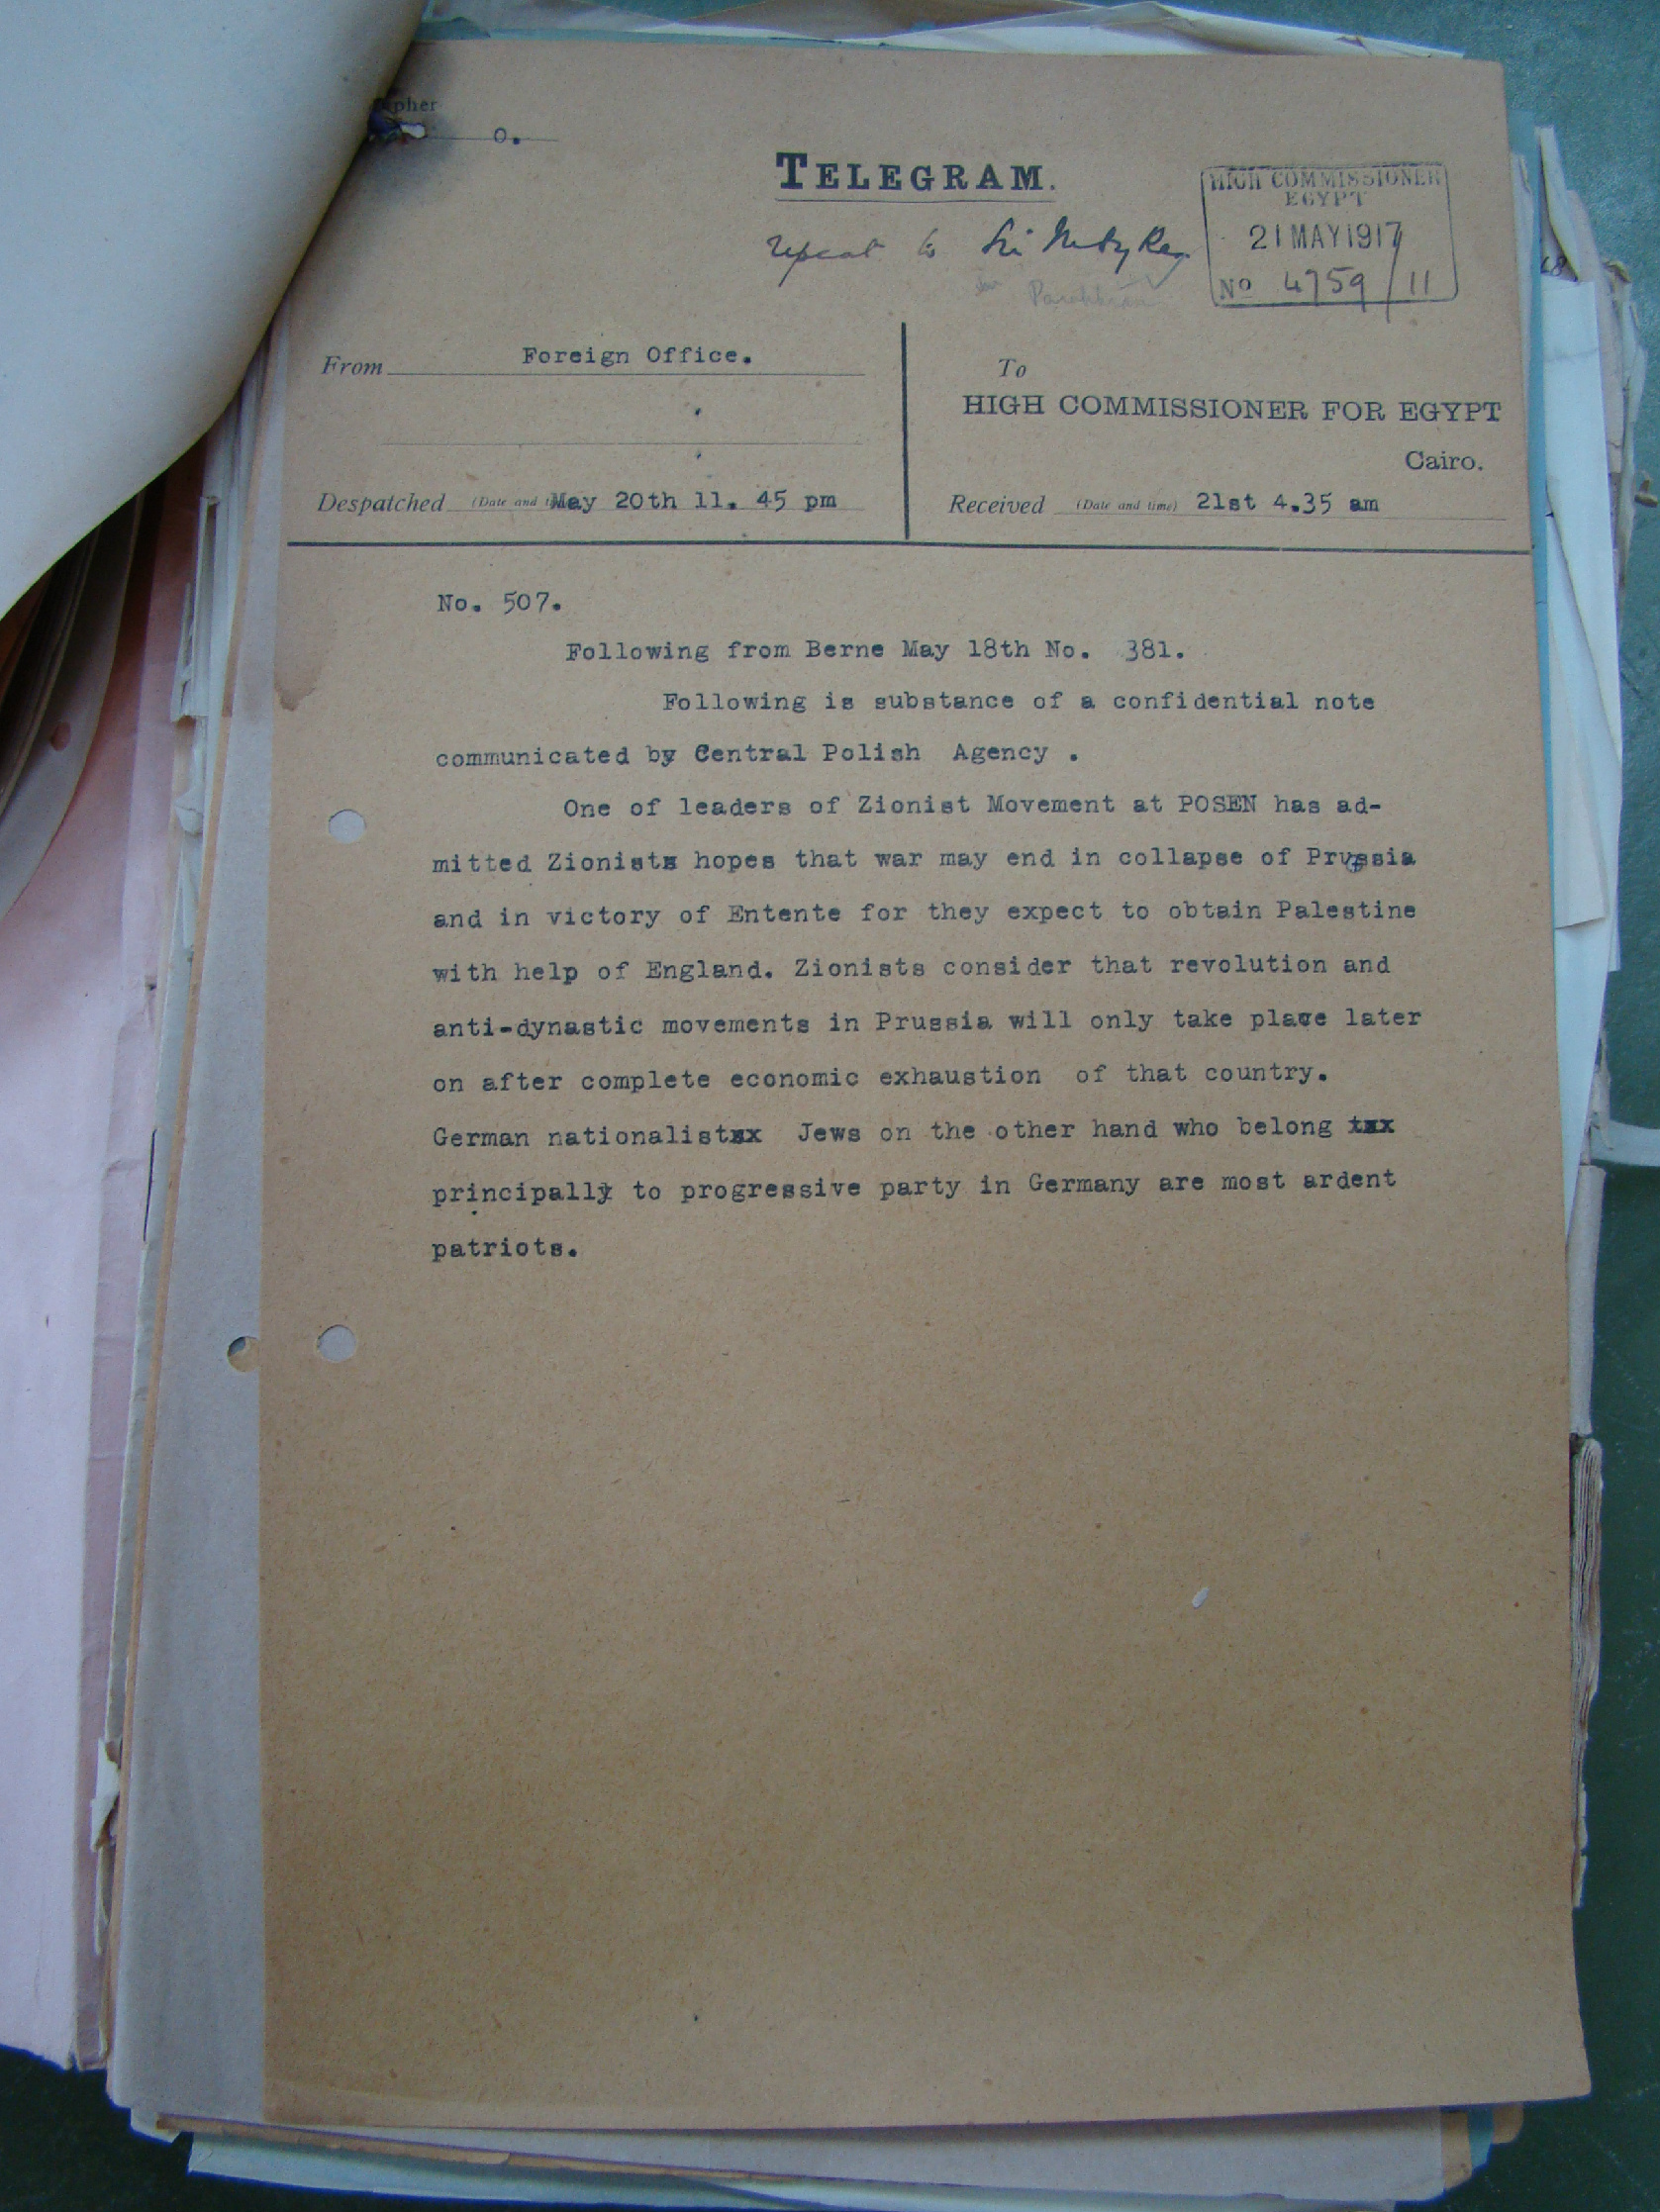 pher
o.
TELEGRAM.
repeat to Sir
HIGH COMMISSIONER
EGYPT
21 MAY 1917
No 4759/11
From Foreign Office.
To
HIGH COMMISSIONER FOR EGYPT
Cairo.
Despatched (Date and May 20th 11. 45 pm
Received (Date and time) 21st 4.35 am
No. 507.
Following from Berne May 18th No. 381.
Following is substance of a confidential note
communicated by Central Polish Agency .
One of leaders of Zionist Movement at POSEN has ad-
mitted Zionists hopes that war may end in collapse of Prussia
and in victory of Entente for they expect to obtain Palestine
with help of England. Zionists consider that revolution and
anti-dynastic movements in Prussia will only take place later
on after complete economic exhaustion of that country.
German nationalist Jews on the other hand who belong
principally to progressive party in Germany are most ardent
patriots.